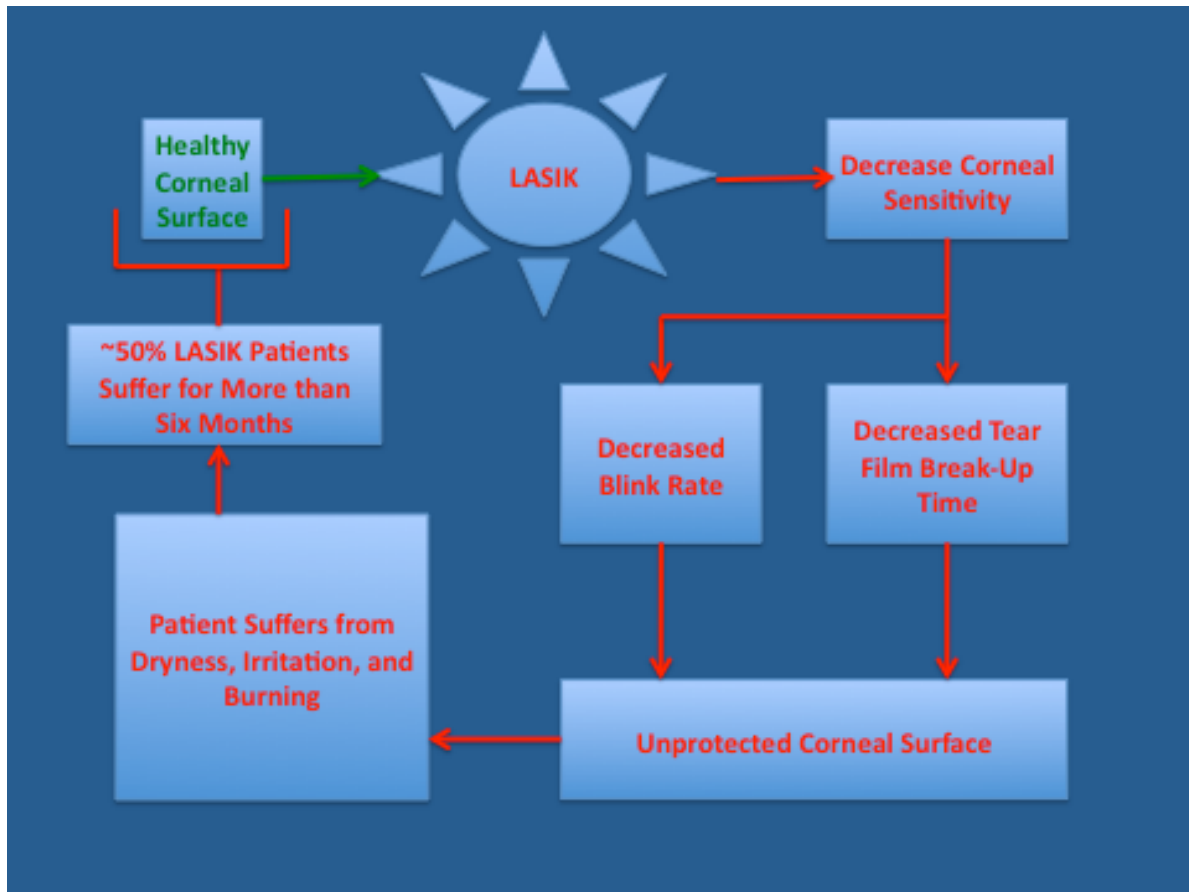 Healthy
Corneal
Surface
LASIK
Decrease Corneal
Sensitivity
~50% LASIK Patients
Suffer for More than
Six Months
Decreased
Blink Rate
Decreased Tear
Film Break-Up
Time
Patient Suffers from
Dryness, Irritation, and
Burning
Unprotected Corneal Surface